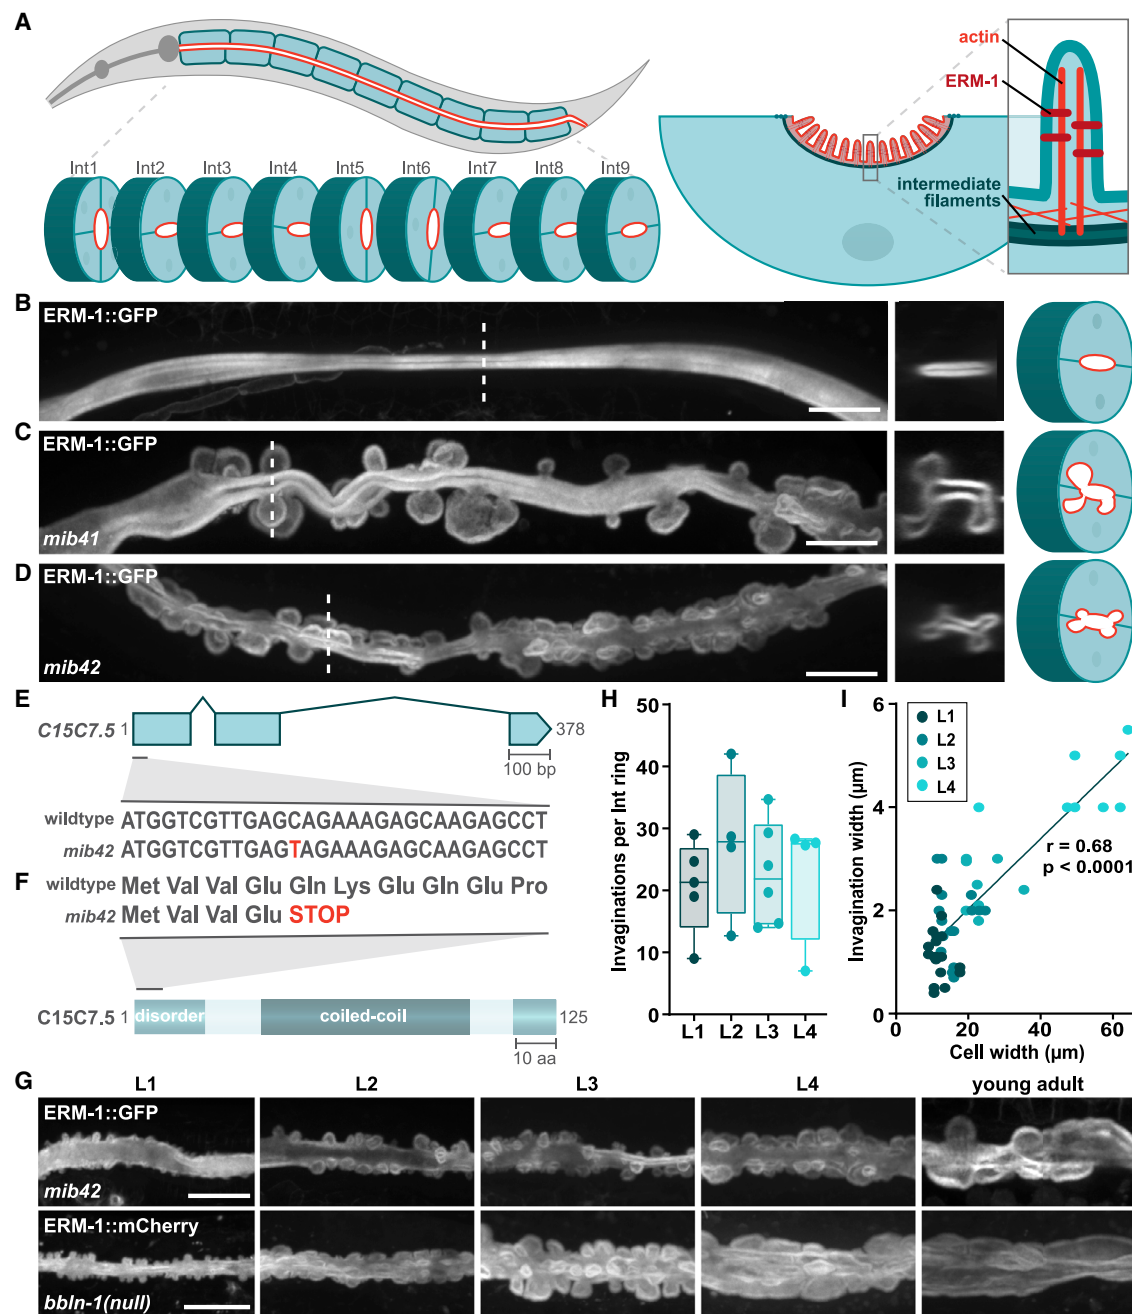 A
Int1 Int2 Int3 Int4 Int5 Int6 Int7 Int8 Int9
actin
ERM-1
intermediate
filaments
B
ERM-1::GFP
C
ERM-1::GFP
mib41
D
ERM-1::GFP
mib42
E
C15C7.5 1 378
100 bp
wildtype ATGGTCGTTGAGCAGAAAGAGCAAGAGCCT
mib42 ATGGTCGTTGAGTAGAAAGAGCAAGAGCCT
F
wildtype Met Val Val Glu Gln Lys Glu Gln Glu Pro
mib42 Met Val Val Glu STOP
C15C7.5 1 disorder coiled-coil 125
10 aa
H
Invaginations per Int ring
50
40
30
20
10
0
L1 L2 L3 L4
I
Invagination width (µm)
6
4
2
0
L1
L2
L3
L4
r = 0.68
p < 0.0001
0 20 40 60
Cell width (µm)
G
L1 L2 L3 L4 young adult
ERM-1::GFP
mib42
ERM-1::mCherry
bbln-1(null)